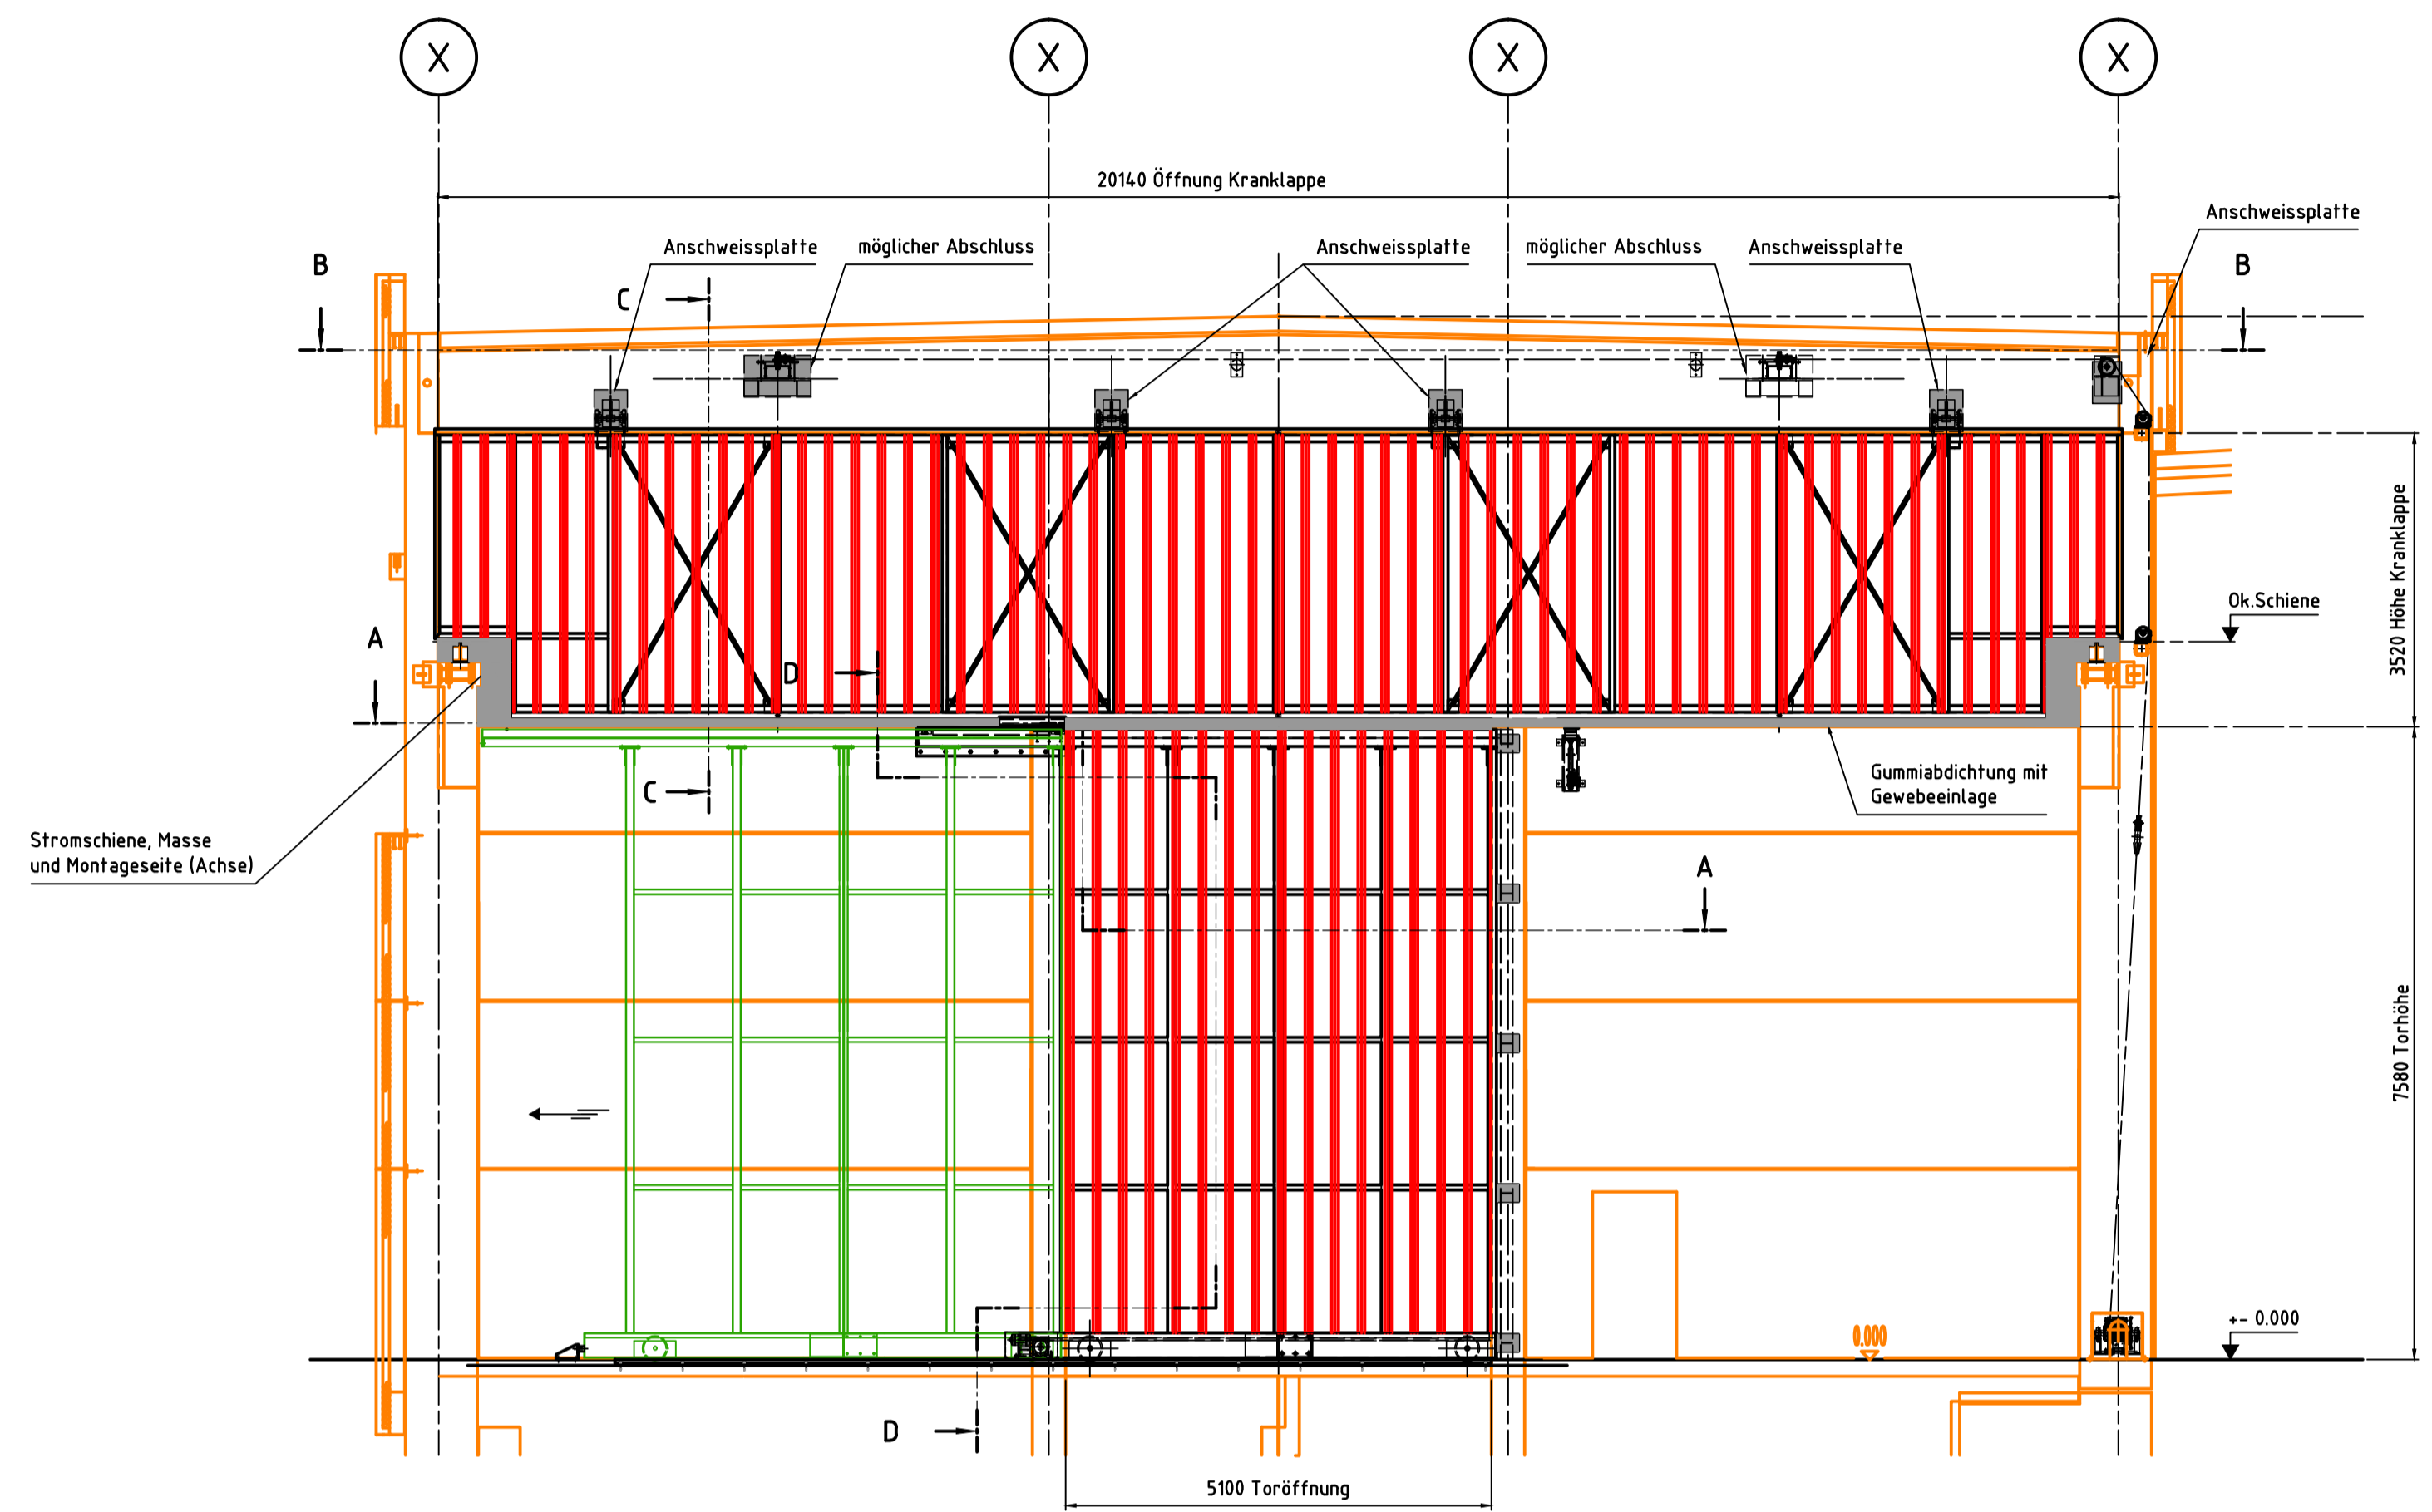 X X X X
20140 Öffnung Kranklappe
Anschweissplatte
Anschweissplatte
möglicher Abschluss
Anschweissplatte
möglicher Abschluss
Anschweissplatte
B
B
C
3520 Höhe Kranklappe
Ok.Schiene
A
D
C
Gummiabdichtung mit
Gewebeeinlage
Stromschiene, Masse
und Montageseite (Achse)
A
7580 Torhöhe
+- 0.000
0.000
D
5100 Toröffnung